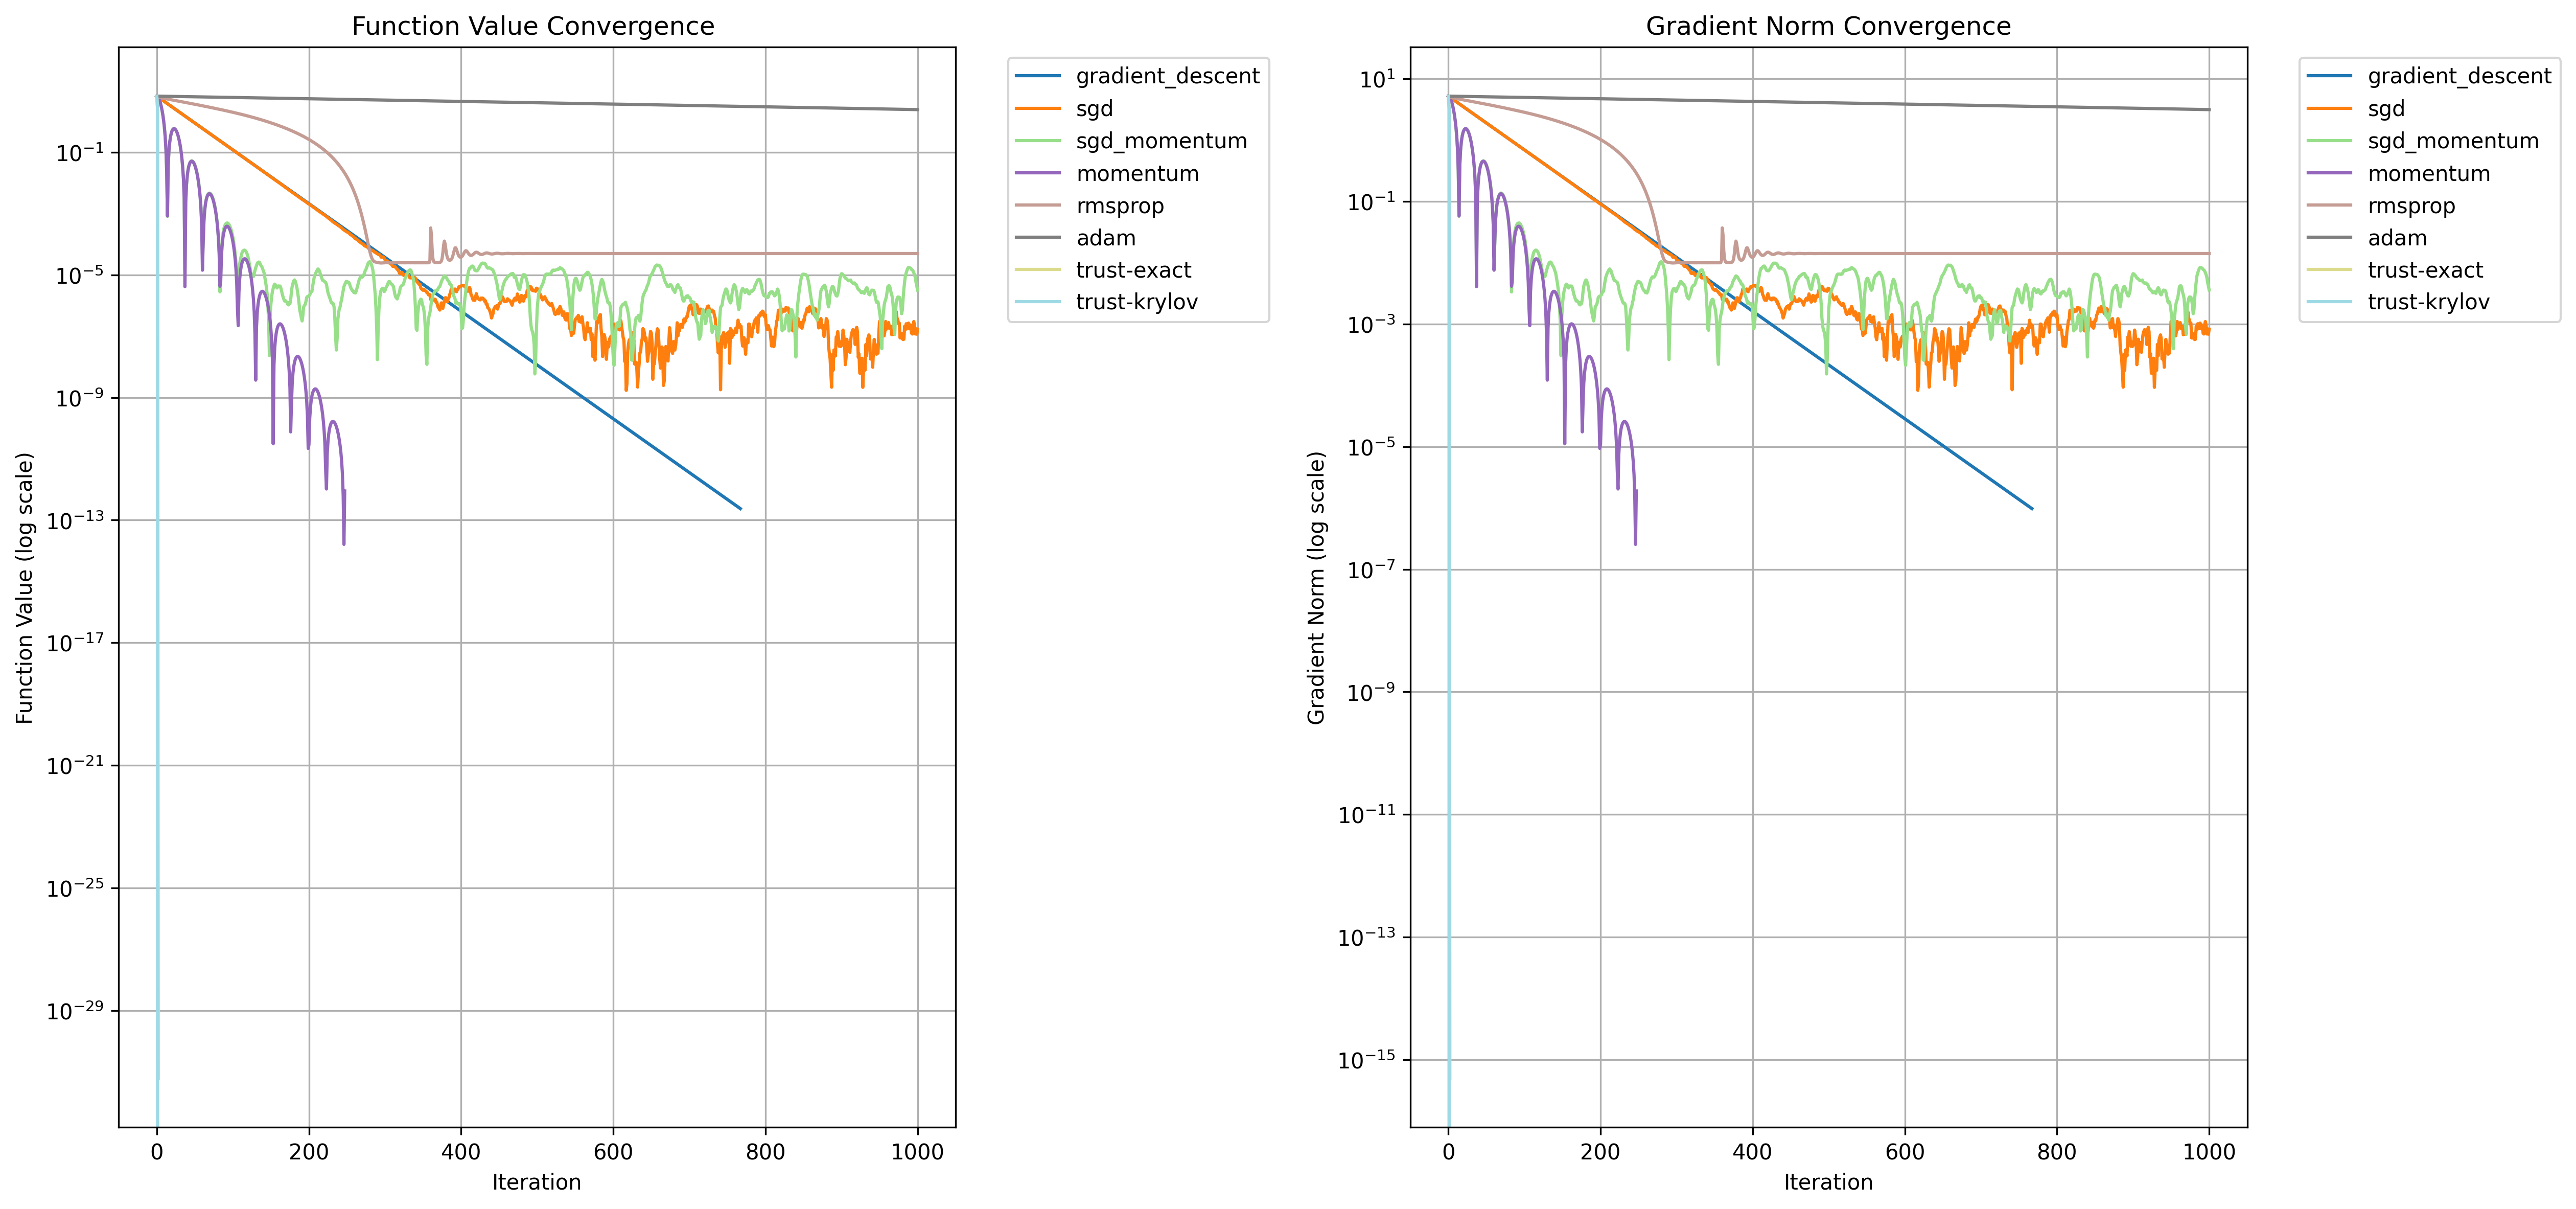 Function Value Convergence
Function Value (log scale)
10⁻¹
10⁻⁵
10⁻⁹
10⁻¹³
10⁻¹⁷
10⁻²¹
10⁻²⁵
10⁻²⁹
0 200 400 600 800 1000
Iteration
gradient_descent
sgd
sgd_momentum
momentum
rmsprop
adam
trust-exact
trust-krylov
Gradient Norm Convergence
Gradient Norm (log scale)
10¹
10⁻¹
10⁻³
10⁻⁵
10⁻⁷
10⁻⁹
10⁻¹¹
10⁻¹³
10⁻¹⁵
0 200 400 600 800 1000
Iteration
gradient_descent
sgd
sgd_momentum
momentum
rmsprop
adam
trust-exact
trust-krylov